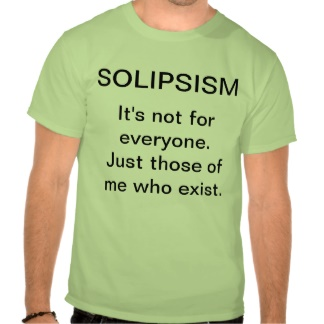 SOLIPSISM
It's not for
everyone.
Just those of
me who exist.